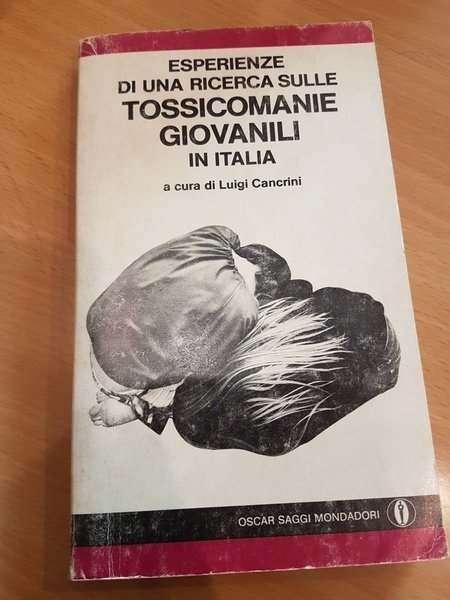 ESPERIENZE
DI UNA RICERCA SULLE
TOSSICOMANIE
GIOVANILI
IN ITALIA
a cura di Luigi Cancrini
OSCAR SAGGI MONDADORI